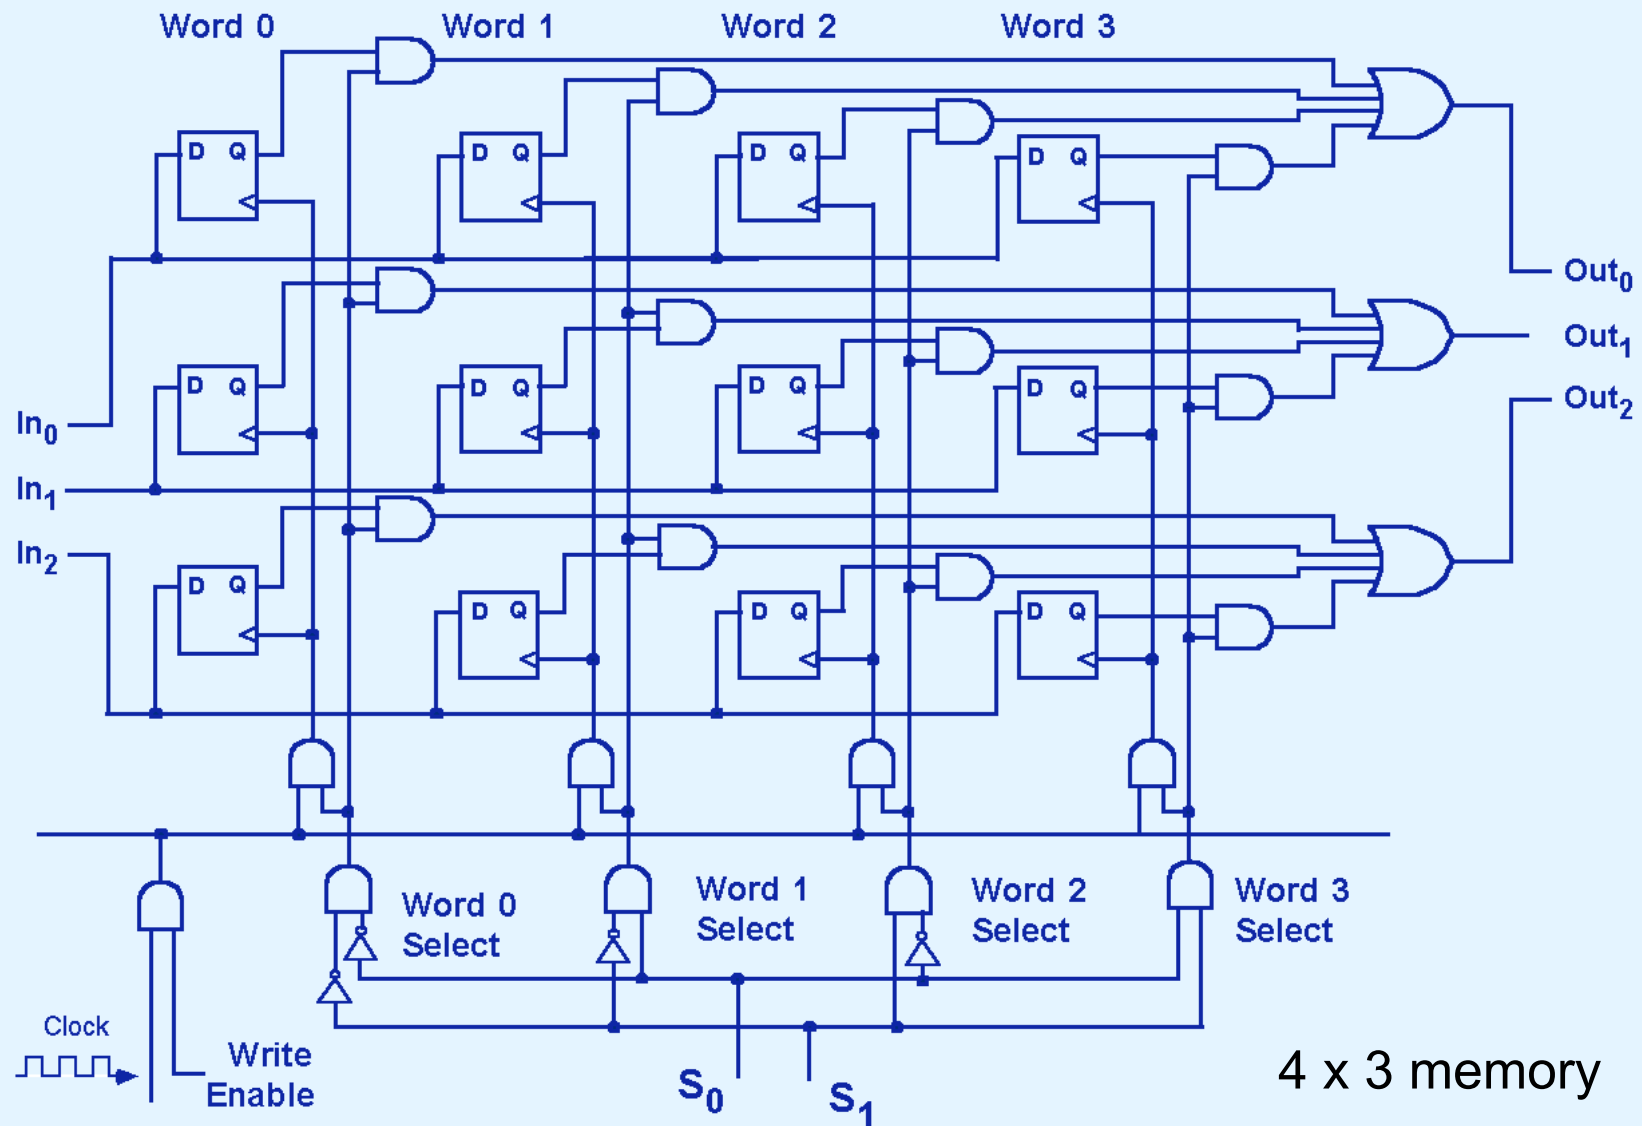 Word 0 Word 1 Word 2 Word 3
D Q D Q D Q D Q
Out0
Out1
D Q D Q D Q D Q
Out2
In0
In1
In2
D Q D Q D Q D Q
Word 0
Select
Word 1
Select
Word 2
Select
Word 3
Select
Clock
Write
Enable
S0
S1
4 x 3 memory